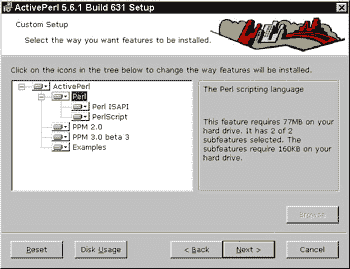 ActivePerl 5.6.1 Build 631 Setup
Custom Setup
Select the way you want features to be installed.
Click on the icons in the tree below to change the way features will be installed.
ActivePerl
Perl
Perl ISAPI
PerlScript
PPM 2.0
PPM 3.0 beta 3
Examples
The Perl scripting language
This feature requires 77MB on your
hard drive. It has 2 of 2
subfeatures selected. The
subfeatures require 160KB on your
hard drive.
Browse
Reset
Disk Usage
< Back
Next >
Cancel